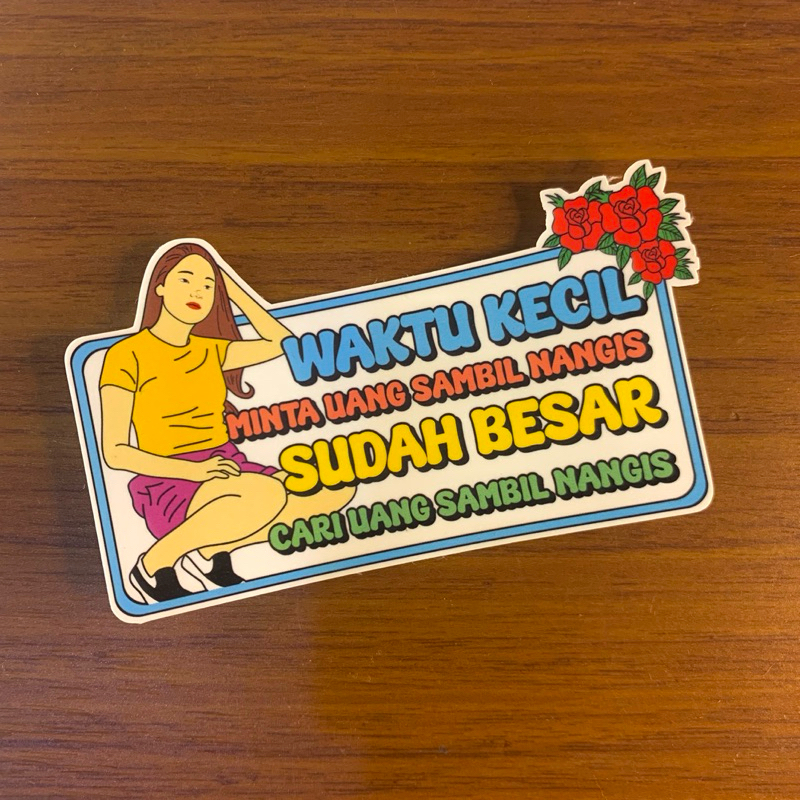 WAKTU KECIL
MINTA UANG SAMBIL NANGIS
SUDAH BESAR
CARI UANG SAMBIL NANGIS